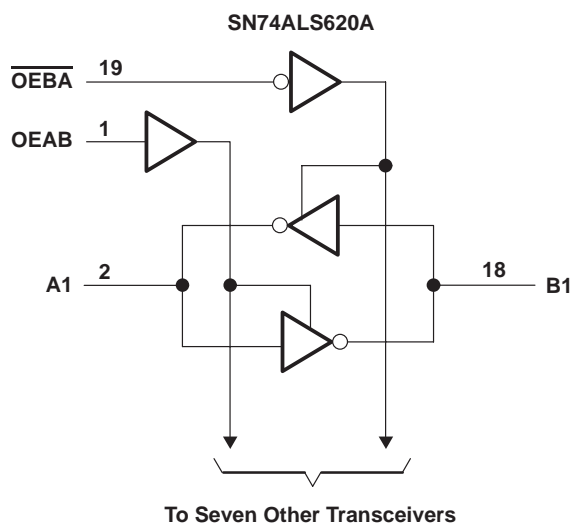 SN74ALS620A
OEBA 19
OEAB 1
A1 2
18 B1
To Seven Other Transceivers